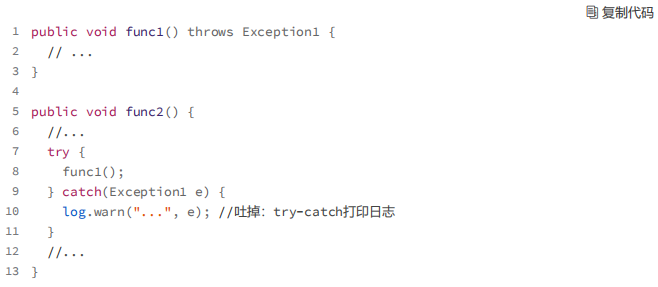 复制代码
1 public void func1() throws Exception1 {
2   // ...
3 }
4
5 public void func2() {
6   //...
7   try {
8     func1();
9   } catch(Exception1 e) {
10     log.warn("...", e); //吐掉：try-catch打印日志
11   }
12   //...
13 }